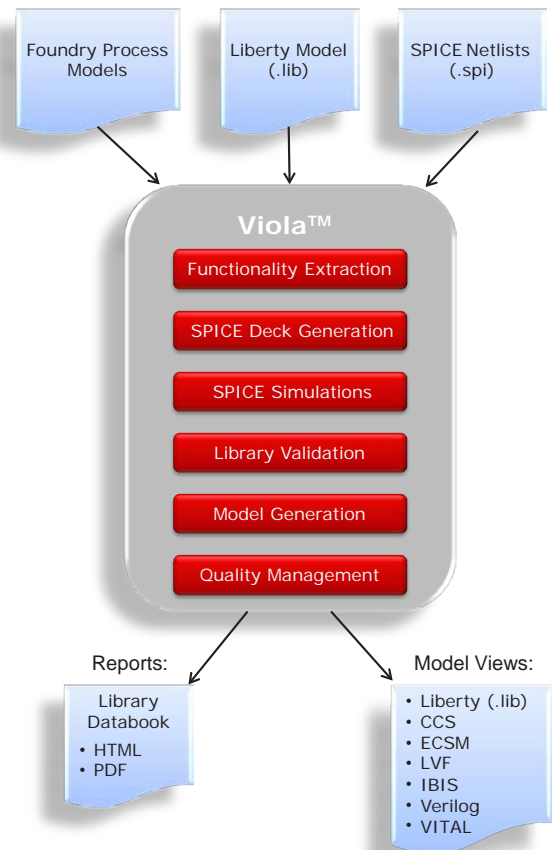 Foundry Process
Models
Liberty Model
(.lib)
SPICE Netlists
(.spi)
Viola™
Functionality Extraction
SPICE Deck Generation
SPICE Simulations
Library Validation
Model Generation
Quality Management
Reports:
Library
Databook
• HTML
• PDF
Model Views:
• Liberty (.lib)
• CCS
• ECSM
• LVF
• IBIS
• Verilog
• VITAL